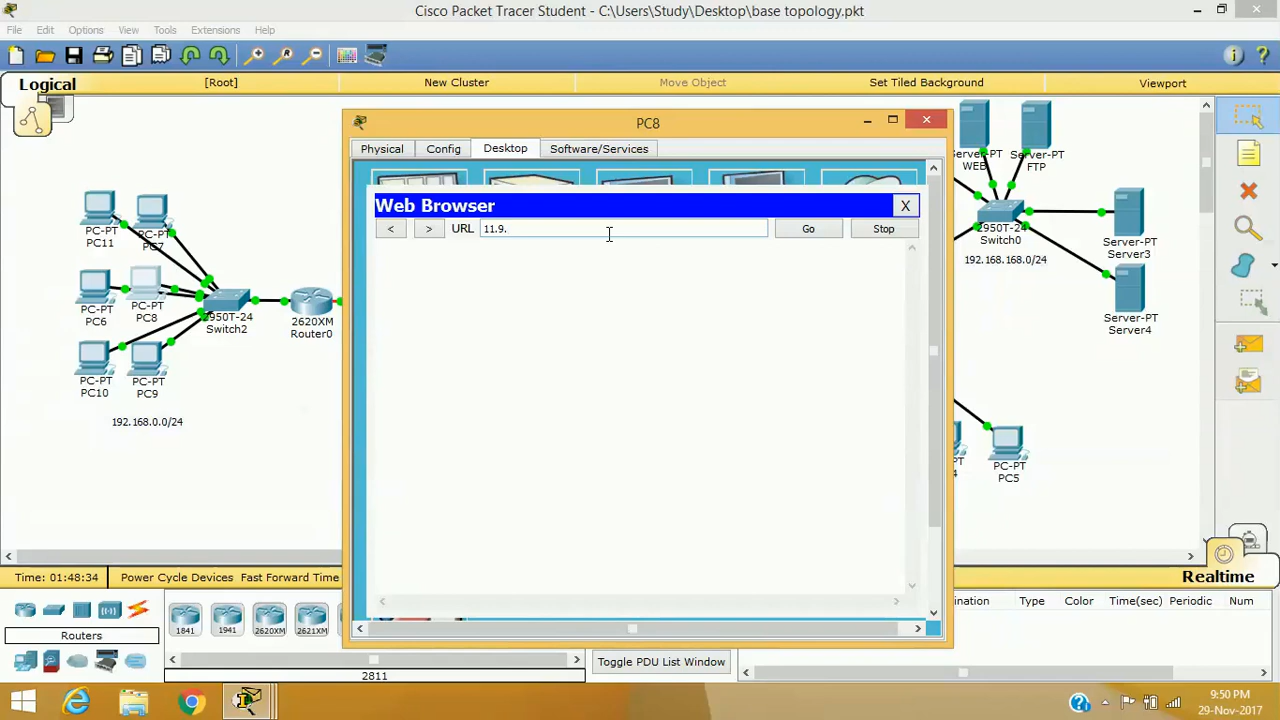 Cisco Packet Tracer Student - C:\Users\Study\Desktop\base topology.pkt
File Edit Options View Tools Extensions Help
Logical [Root] New Cluster Move Object Set Tiled Background Viewport
PC8
Physical Config Desktop Software/Services
Web Browser X
< > URL 11.9. Go Stop
PC-PT
PC11
PC-PT
PC7
PC-PT
PC6
PC-PT
PC8
PC-PT
PC10
PC-PT
PC9
192.168.0.0/24
2950T-24
Switch2
2620XM
Router0
Server-PT
WEB
Server-PT
FTP
2950T-24
Switch0
192.168.168.0/24
Server-PT
Server3
Server-PT
Server4
PC-PT
PC5
Time: 01:48:34 Power Cycle Devices Fast Forward Time
Realtime
Routers
1841 1941 2620XM 2621XM
2811
Toggle PDU List Window
ination Type Color Time(sec) Periodic Num
9:50 PM
29-Nov-2017